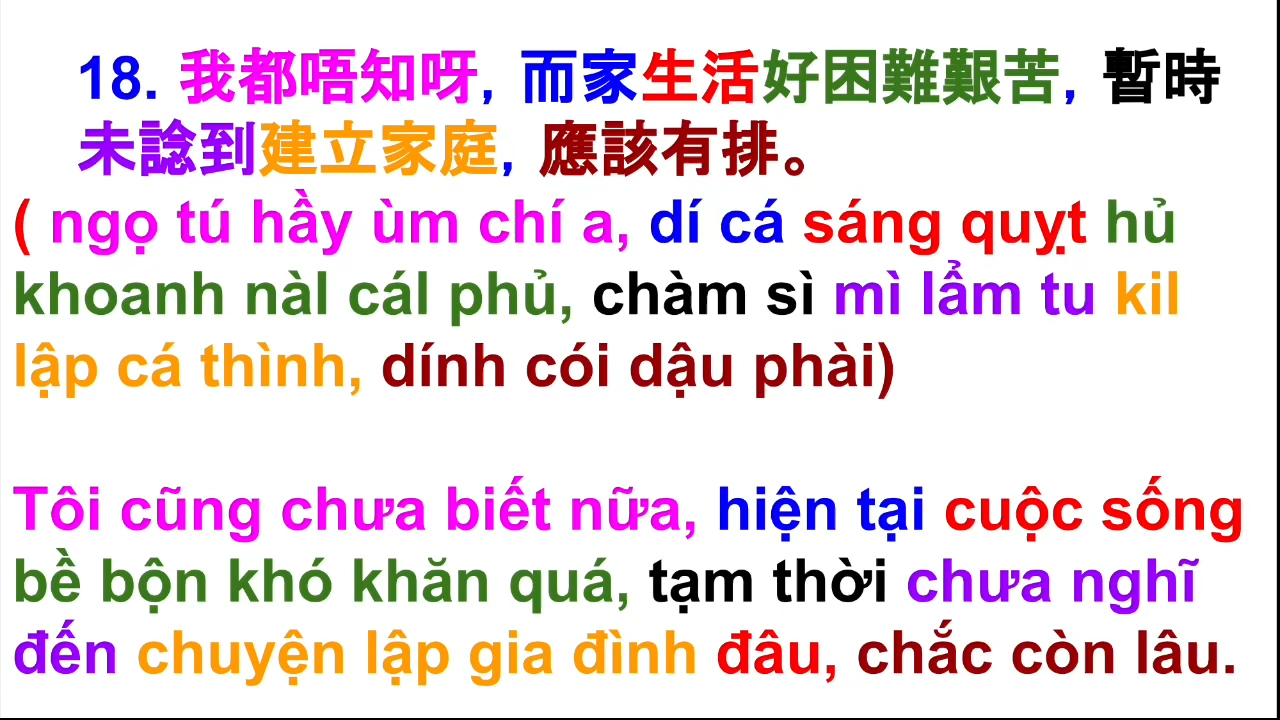 18. 我都唔知呀, 而家生活好困難艱苦, 暫時
未諗到建立家庭, 應該有排。
( ngọ tú hầy ùm chí a, dí cá sáng quỵt hủ
khoanh nàl cál phủ, chàm sì mì lẩm tu kil
lập cá thình, dính cói dậu phài)
Tôi cũng chưa biết nữa, hiện tại cuộc sống
bề bộn khó khăn quá, tạm thời chưa nghĩ
đến chuyện lập gia đình đâu, chắc còn lâu.